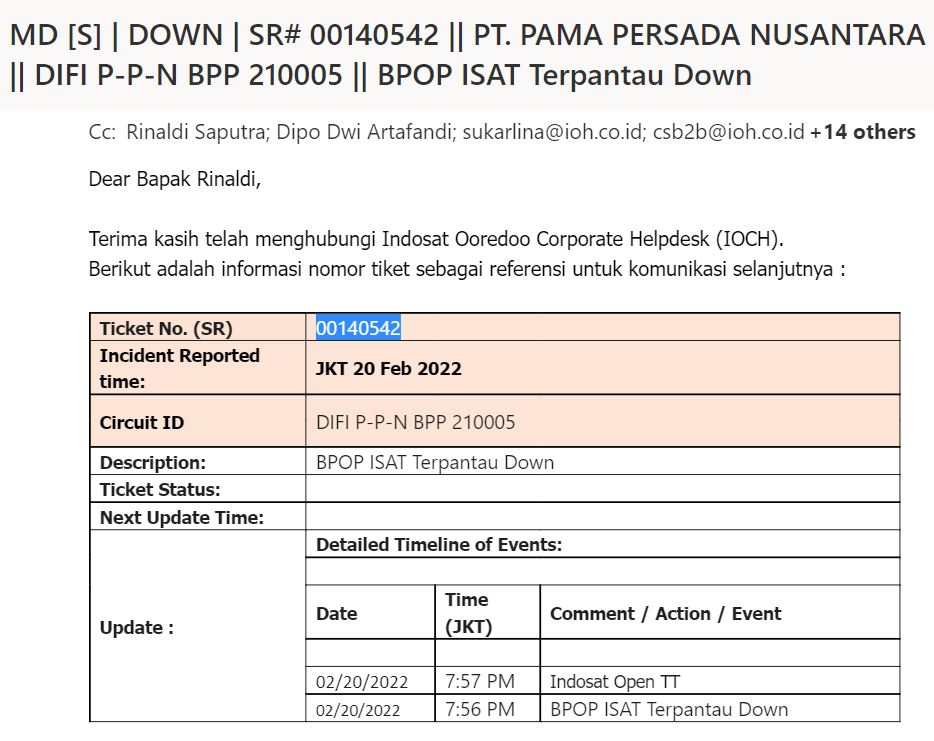 MD [S] | DOWN | SR# 00140542 || PT. PAMA PERSADA NUSANTARA
|| DIFI P-P-N BPP 210005 || BPOP ISAT Terpantau Down
Cc: Rinaldi Saputra; Dipo Dwi Artafandi; sukarlina@ioh.co.id; csb2b@ioh.co.id +14 others
Dear Bapak Rinaldi,
Terima kasih telah menghubungi Indosat Ooredoo Corporate Helpdesk (IOCH).
Berikut adalah informasi nomor tiket sebagai referensi untuk komunikasi selanjutnya :
Ticket No. (SR) 00140542
Incident Reported
time: JKT 20 Feb 2022
Circuit ID DIFI P-P-N BPP 210005
Description: BPOP ISAT Terpantau Down
Ticket Status:
Next Update Time:
Update :
Detailed Timeline of Events:
Date Time
(JKT) Comment / Action / Event
02/20/2022 7:57 PM Indosat Open TT
02/20/2022 7:56 PM BPOP ISAT Terpantau Down